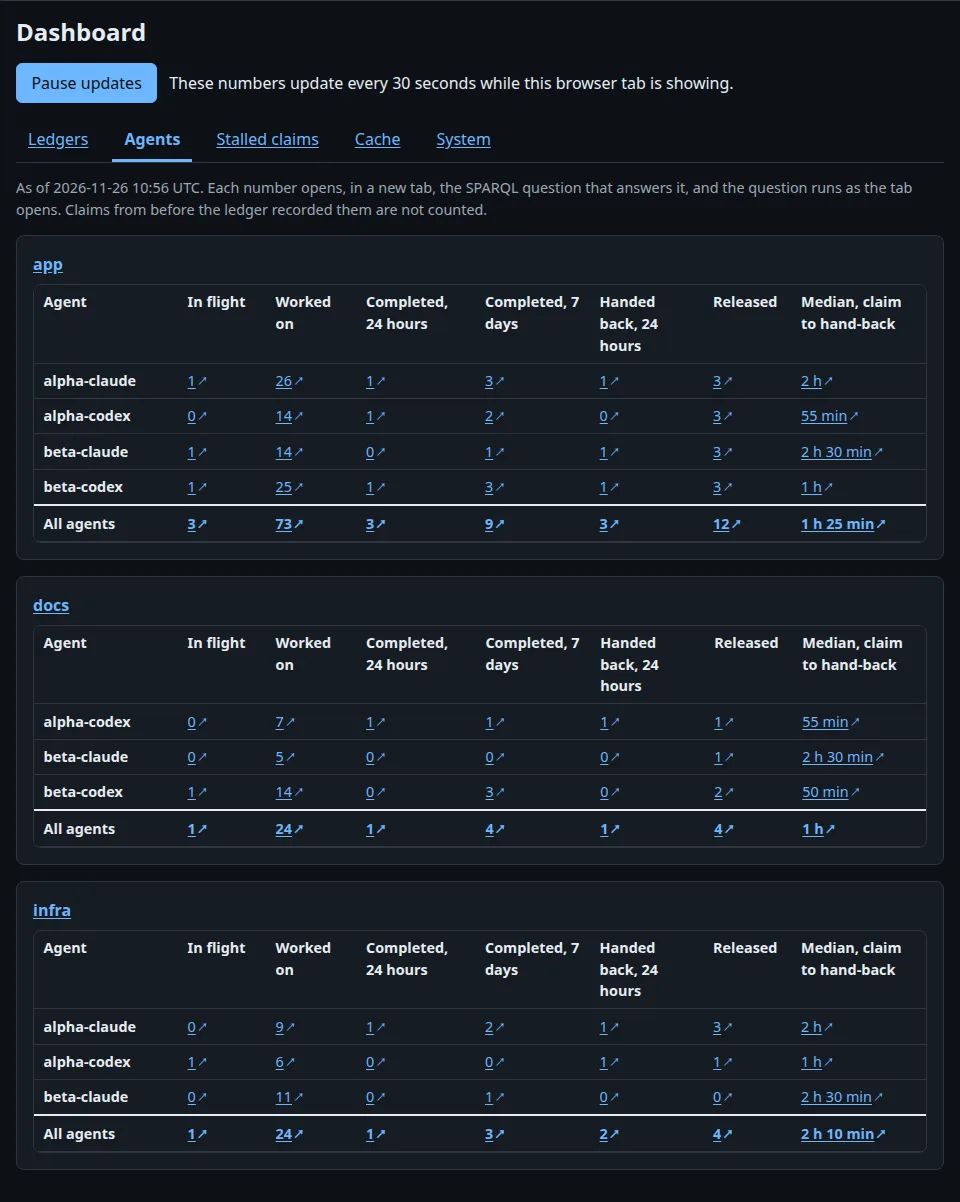 Dashboard
Pause updates These numbers update every 30 seconds while this browser tab is showing.
Ledgers Agents Stalled claims Cache System
As of 2026-11-26 10:56 UTC. Each number opens, in a new tab, the SPARQL question that answers it, and the question runs as the tab
opens. Claims from before the ledger recorded them are not counted.
app
Agent In flight Worked on Completed, 24 hours Completed, 7 days Handed back, 24 hours Released Median, claim to hand-back
alpha-claude 1↗ 26↗ 1↗ 3↗ 1↗ 3↗ 2 h↗
alpha-codex 0↗ 14↗ 1↗ 2↗ 0↗ 3↗ 55 min↗
beta-claude 1↗ 14↗ 0↗ 1↗ 1↗ 3↗ 2 h 30 min↗
beta-codex 1↗ 25↗ 1↗ 3↗ 1↗ 3↗ 1 h↗
All agents 3↗ 73↗ 3↗ 9↗ 3↗ 12↗ 1 h 25 min↗
docs
Agent In flight Worked on Completed, 24 hours Completed, 7 days Handed back, 24 hours Released Median, claim to hand-back
alpha-codex 0↗ 7↗ 1↗ 1↗ 1↗ 1↗ 55 min↗
beta-claude 0↗ 5↗ 0↗ 0↗ 0↗ 1↗ 2 h 30 min↗
beta-codex 1↗ 14↗ 0↗ 3↗ 0↗ 2↗ 50 min↗
All agents 1↗ 24↗ 1↗ 4↗ 1↗ 4↗ 1 h↗
infra
Agent In flight Worked on Completed, 24 hours Completed, 7 days Handed back, 24 hours Released Median, claim to hand-back
alpha-claude 0↗ 9↗ 1↗ 2↗ 1↗ 3↗ 2 h↗
alpha-codex 1↗ 6↗ 0↗ 0↗ 1↗ 1↗ 1 h↗
beta-claude 0↗ 11↗ 0↗ 1↗ 0↗ 0↗ 2 h 30 min↗
All agents 1↗ 24↗ 1↗ 3↗ 2↗ 4↗ 2 h 10 min↗